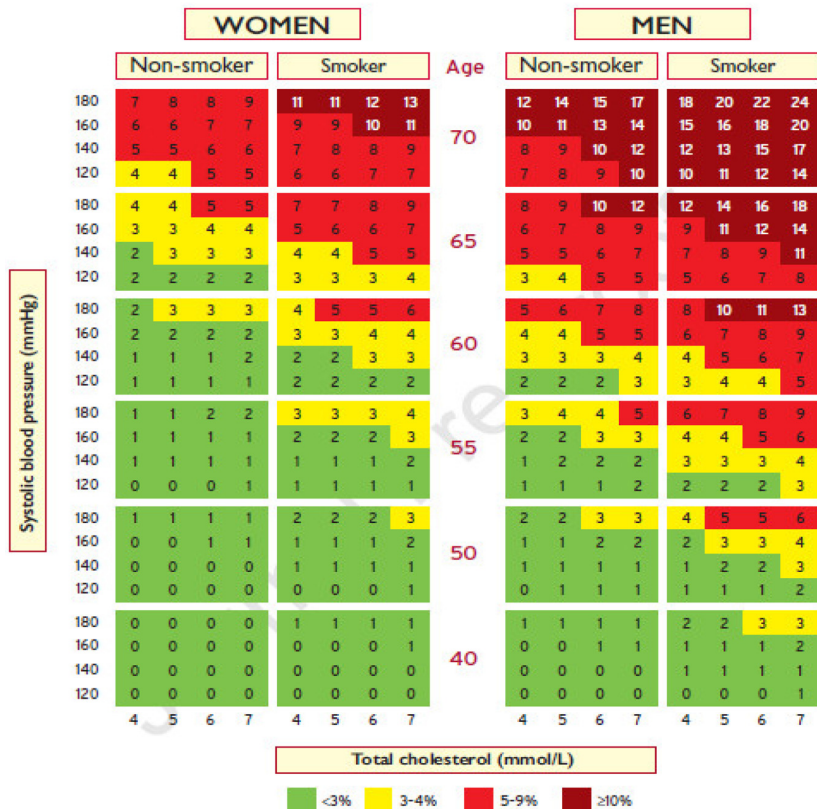 WOMEN MEN
Non-smoker Smoker Age Non-smoker Smoker
180 7 8 8 9 11 11 12 13 12 14 15 17 18 20 22 24
160 6 6 7 7 9 9 10 11 10 11 13 14 15 16 18 20
70
140 5 5 6 6 7 8 8 9 8 9 10 12 12 13 15 17
120 4 4 5 5 6 6 7 7 7 8 9 10 10 11 12 14
180 4 4 5 5 7 7 8 9 8 9 10 12 12 14 16 18
160 3 3 4 4 5 6 6 7 6 7 8 9 9 11 12 14
65
140 2 3 3 3 4 4 5 5 5 5 6 7 7 8 9 11
120 2 2 2 2 3 3 3 4 3 4 5 5 5 6 7 8
180 2 3 3 3 4 5 5 6 5 6 7 8 8 10 11 13
160 2 2 2 2 3 3 4 4 4 4 5 5 6 7 8 9
60
140 1 1 1 2 2 2 3 3 3 3 3 4 4 5 6 7
120 1 1 1 1 2 2 2 2 2 2 2 3 3 4 4 5
180 1 1 2 2 3 3 3 4 3 4 4 5 6 7 8 9
160 1 1 1 1 2 2 2 3 2 2 3 3 4 4 5 6
55
140 1 1 1 1 1 1 1 2 1 2 2 2 3 3 3 4
120 0 0 0 1 1 1 1 1 1 1 1 2 2 2 2 3
180 1 1 1 1 2 2 2 3 2 2 3 3 4 5 5 6
160 0 0 1 1 1 1 1 2 1 1 2 2 2 3 3 4
50
140 0 0 0 0 1 1 1 1 1 1 1 1 1 2 2 3
120 0 0 0 0 0 0 0 1 0 1 1 1 1 1 1 2
180 0 0 0 0 1 1 1 1 1 1 1 1 2 2 3 3
160 0 0 0 0 0 0 0 1 0 0 1 1 1 1 1 2
40
140 0 0 0 0 0 0 0 0 0 0 0 0 1 1 1 1
120 0 0 0 0 0 0 0 0 0 0 0 0 0 0 0 1
4 5 6 7 4 5 6 7 4 5 6 7 4 5 6 7
Systolic blood pressure (mmHg)
Total cholesterol (mmol/L)
<3% 3-4% 5-9% ≥10%